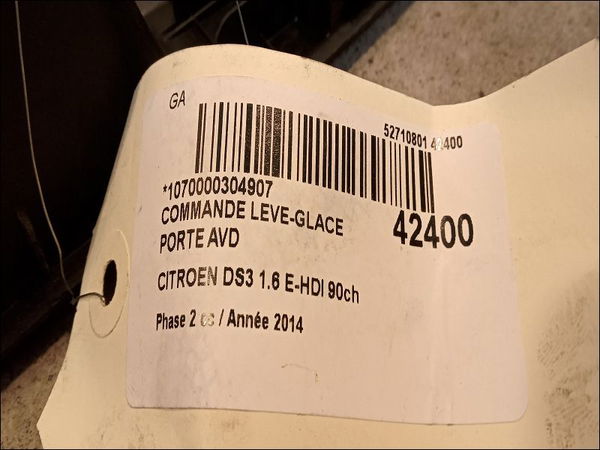 GA
52710801 42400
*1070000304907
COMMANDE LEVE-GLACE
42400
PORTE AVD
CITROEN DS3 1.6 E-HDI 90ch
Phase 2 / Année 2014